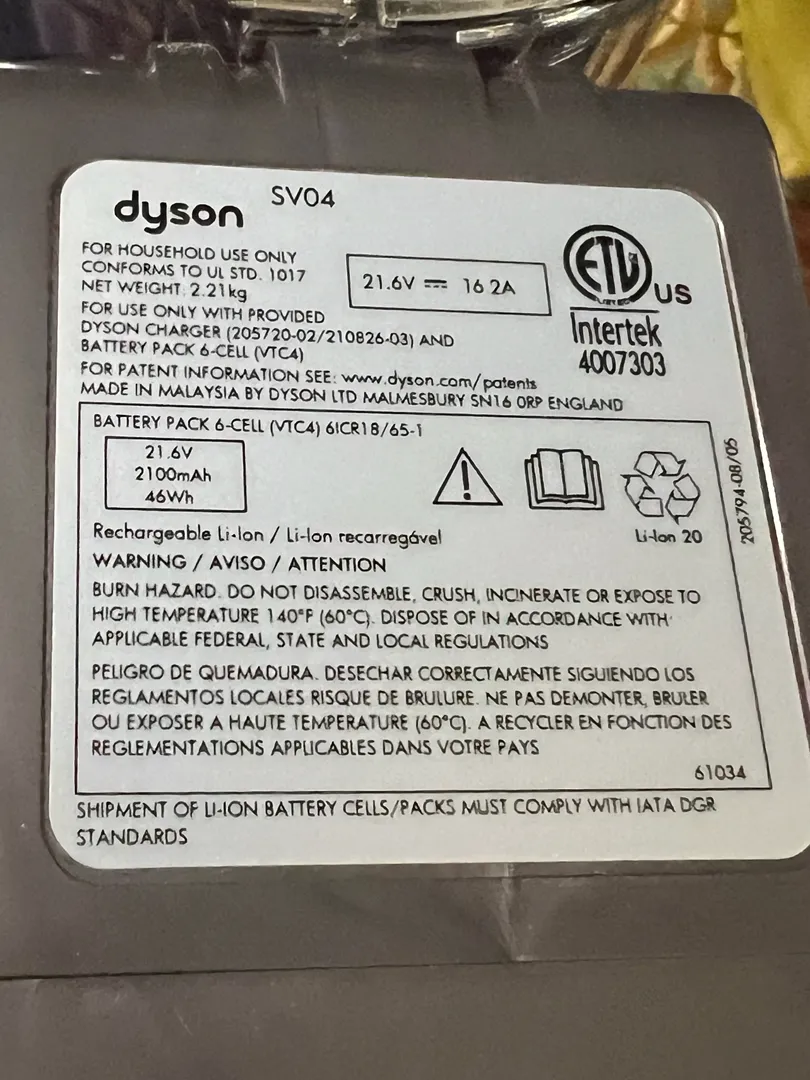 dyson SV04
FOR HOUSEHOLD USE ONLY
CONFORMS TO UL STD. 1017
NET WEIGHT: 2.21kg
FOR USE ONLY WITH PROVIDED
DYSON CHARGER (205720-02/210826-03) AND
BATTERY PACK 6-CELL (VTC4)
21.6V ⎓ 16 2A
ETL
LISTED
US
Intertek
4007303
FOR PATENT INFORMATION SEE: www.dyson.com/patents
MADE IN MALAYSIA BY DYSON LTD MALMESBURY SN16 0RP ENGLAND
BATTERY PACK 6-CELL (VTC4) 6ICR18/65-1
21.6V
2100mAh
46Wh
Li-Ion 20
205794-08/05
Rechargeable Li-Ion / Li-Ion recarregável
WARNING / AVISO / ATTENTION
BURN HAZARD. DO NOT DISASSEMBLE, CRUSH, INCINERATE OR EXPOSE TO
HIGH TEMPERATURE 140°F (60°C). DISPOSE OF IN ACCORDANCE WITH
APPLICABLE FEDERAL, STATE AND LOCAL REGULATIONS
PELIGRO DE QUEMADURA. DESECHAR CORRECTAMENTE SIGUIENDO LOS
REGLAMENTOS LOCALES RISQUE DE BRULURE. NE PAS DEMONTER, BRULER
OU EXPOSER A HAUTE TEMPERATURE (60°C). A RECYCLER EN FONCTION DES
REGLEMENTATIONS APPLICABLES DANS VOTRE PAYS
61034
SHIPMENT OF LI-ION BATTERY CELLS/PACKS MUST COMPLY WITH IATA DGR
STANDARDS